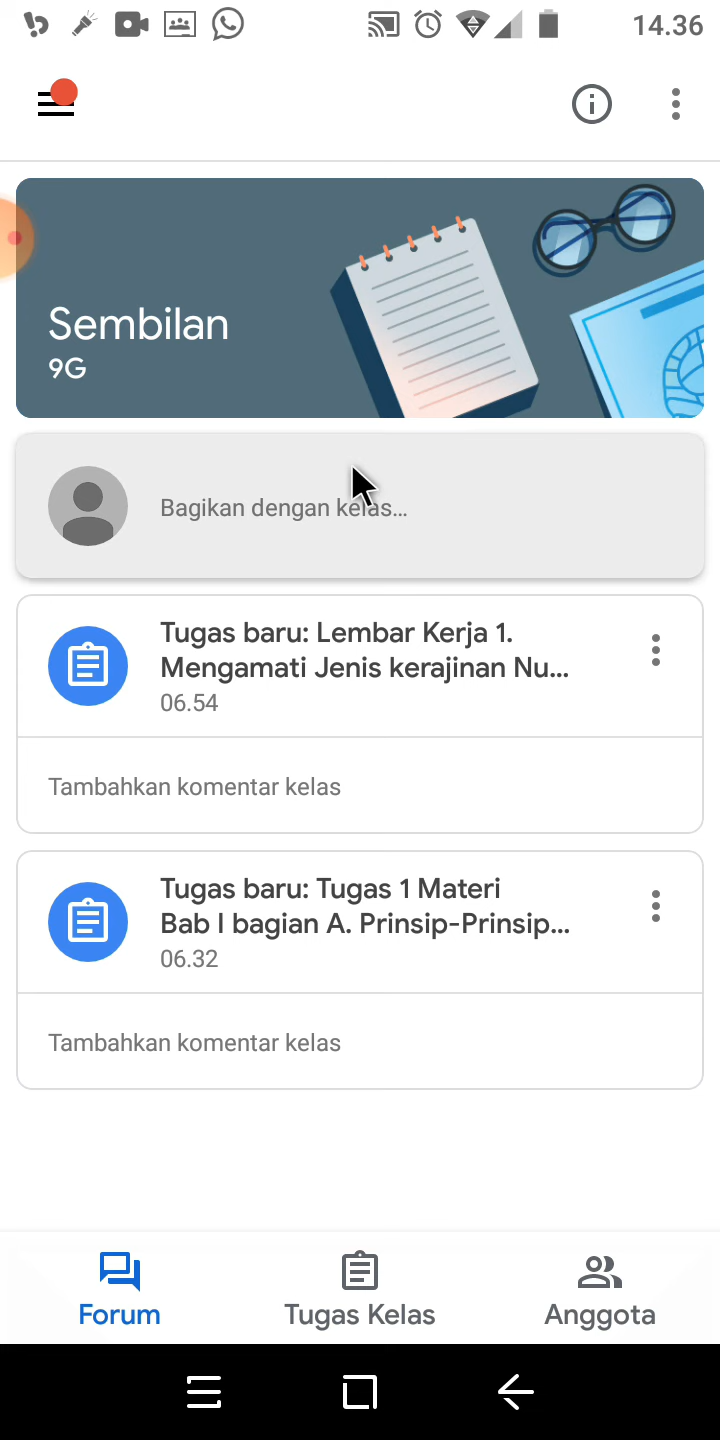 14.36
Sembilan
9G
Bagikan dengan kelas...
Tugas baru: Lembar Kerja 1.
Mengamati Jenis kerajinan Nu...
06.54
Tambahkan komentar kelas
Tugas baru: Tugas 1 Materi
Bab I bagian A. Prinsip-Prinsip...
06.32
Tambahkan komentar kelas
Forum
Tugas Kelas
Anggota